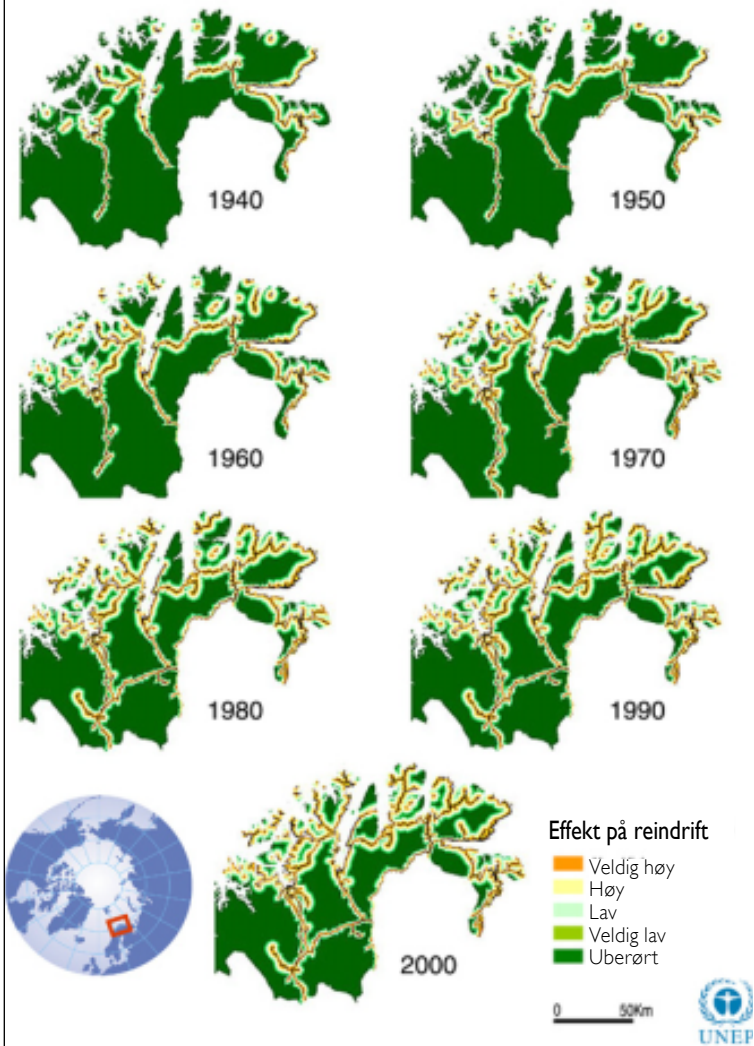 1940
1950
1960
1970
1980
1990
2000
Effekt på reindrift
Veldig høy
Høy
Lav
Veldig lav
Uberørt
0 50Km
UNEP